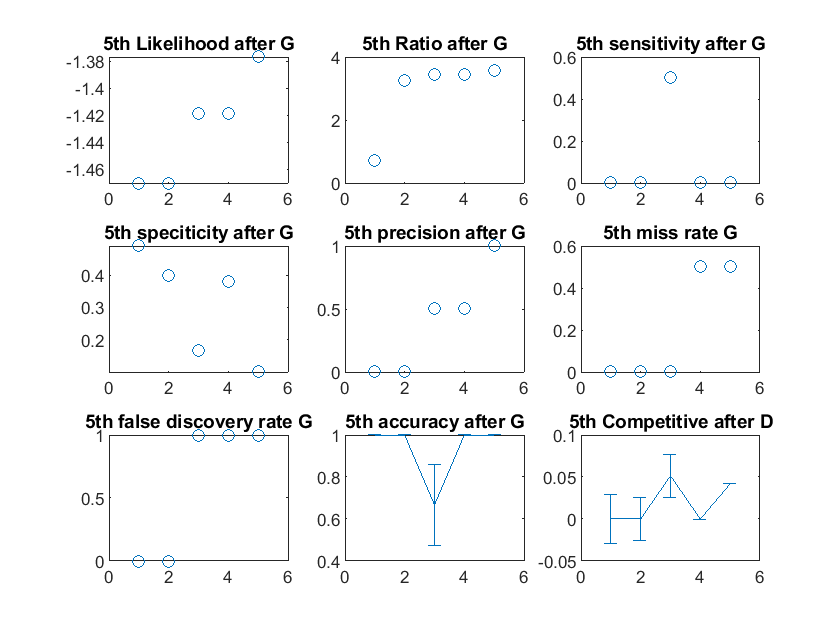 5th Likelihood after G
5th Ratio after G
5th sensitivity after G
-1.38
-1.4
-1.42
-1.44
-1.46
0 2 4 6
4
2
0
0 2 4 6
0.6
0.4
0.2
0
0 2 4 6
5th speciticity after G
5th precision after G
5th miss rate G
0.4
0.3
0.2
0 2 4 6
1
0.5
0
0 2 4 6
0.6
0.4
0.2
0
0 2 4 6
5th false discovery rate G
5th accuracy after G
5th Competitive after D
1
0.5
0
0 2 4 6
1
0.8
0.6
0.4
0 2 4 6
0.1
0.05
0
-0.05
0 2 4 6